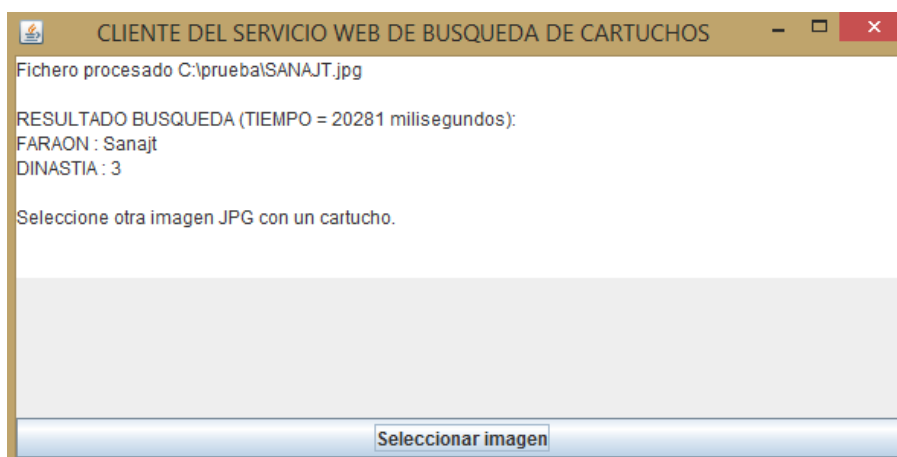 CLIENTE DEL SERVICIO WEB DE BUSQUEDA DE CARTUCHOS
Fichero procesado C:\prueba\SANAJT.jpg
RESULTADO BUSQUEDA (TIEMPO = 20281 milisegundos):
FARAON : Sanajt
DINASTIA : 3
Seleccione otra imagen JPG con un cartucho.
Seleccionar imagen